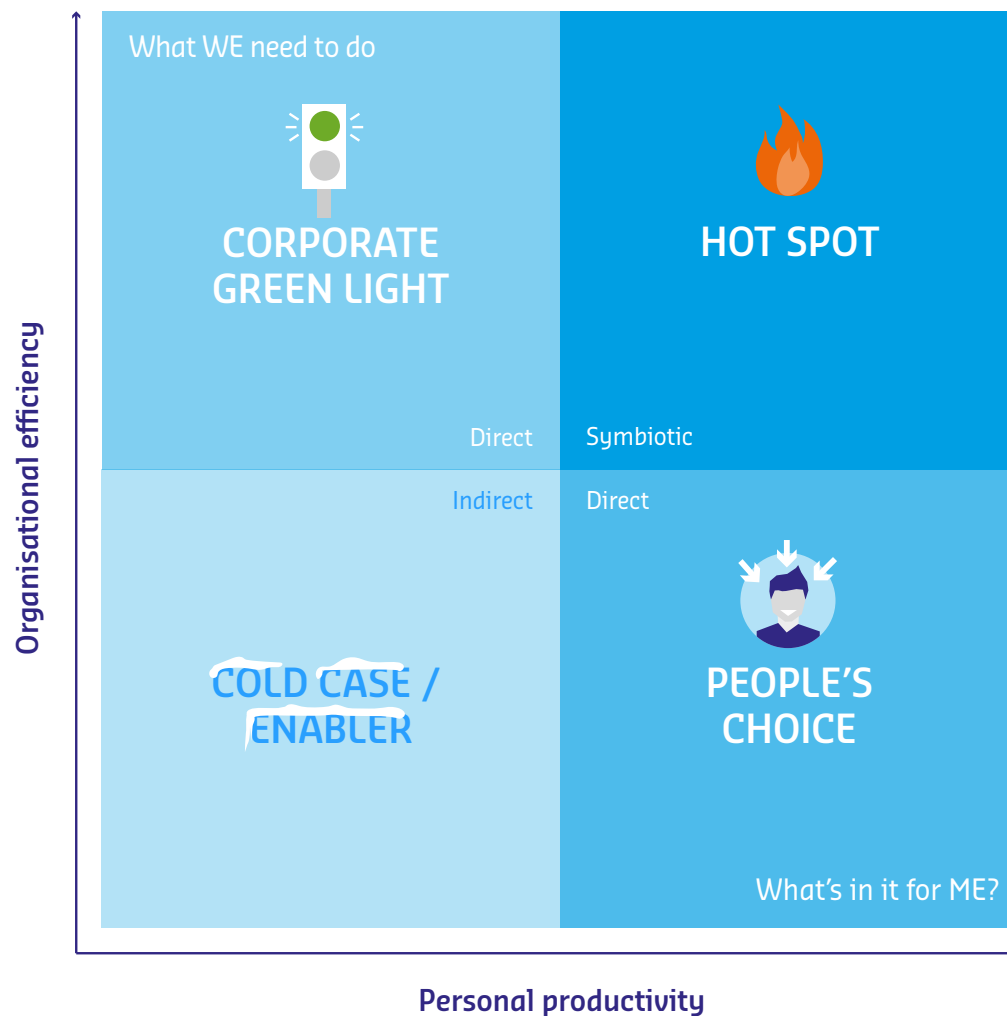 What WE need to do
CORPORATE
GREEN LIGHT
Direct
HOT SPOT
Symbiotic
Indirect
COLD CASE /
ENABLER
Direct
PEOPLE'S
CHOICE
What's in it for ME?
Organisational efficiency
Personal productivity